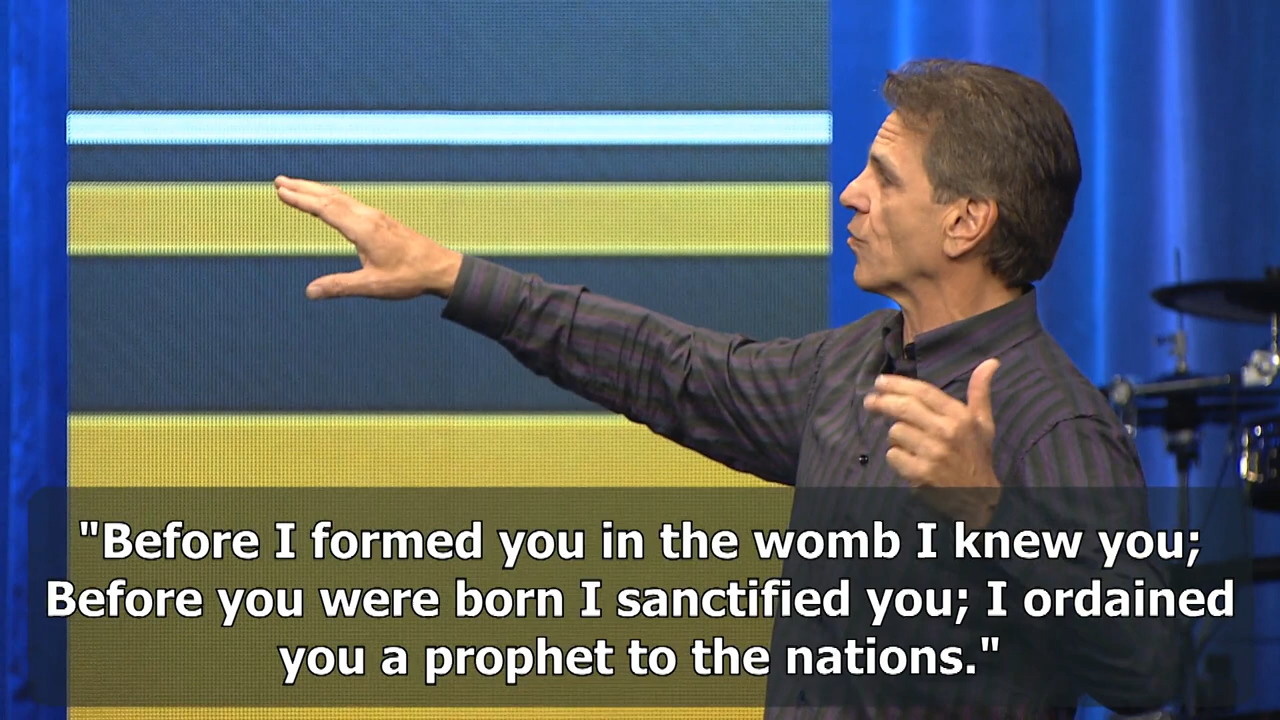 "Before I formed you in the womb I knew you;
Before you were born I sanctified you; I ordained
you a prophet to the nations."